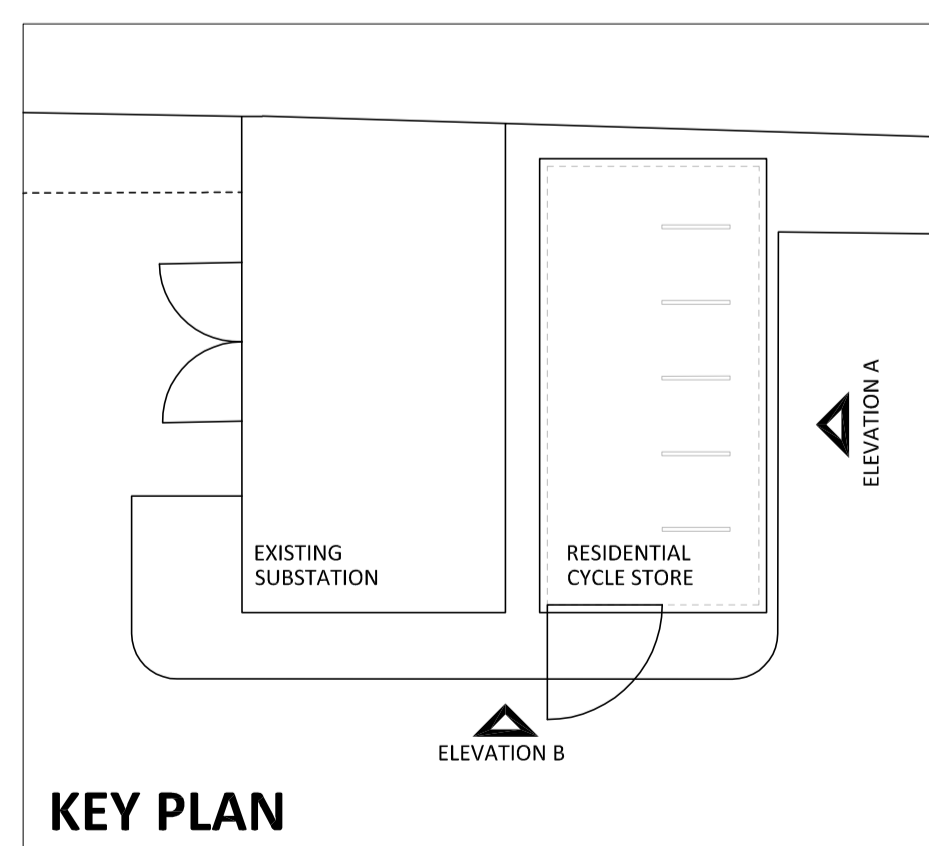 EXISTING
SUBSTATION
RESIDENTIAL
CYCLE STORE
ELEVATION A
ELEVATION B
KEY PLAN